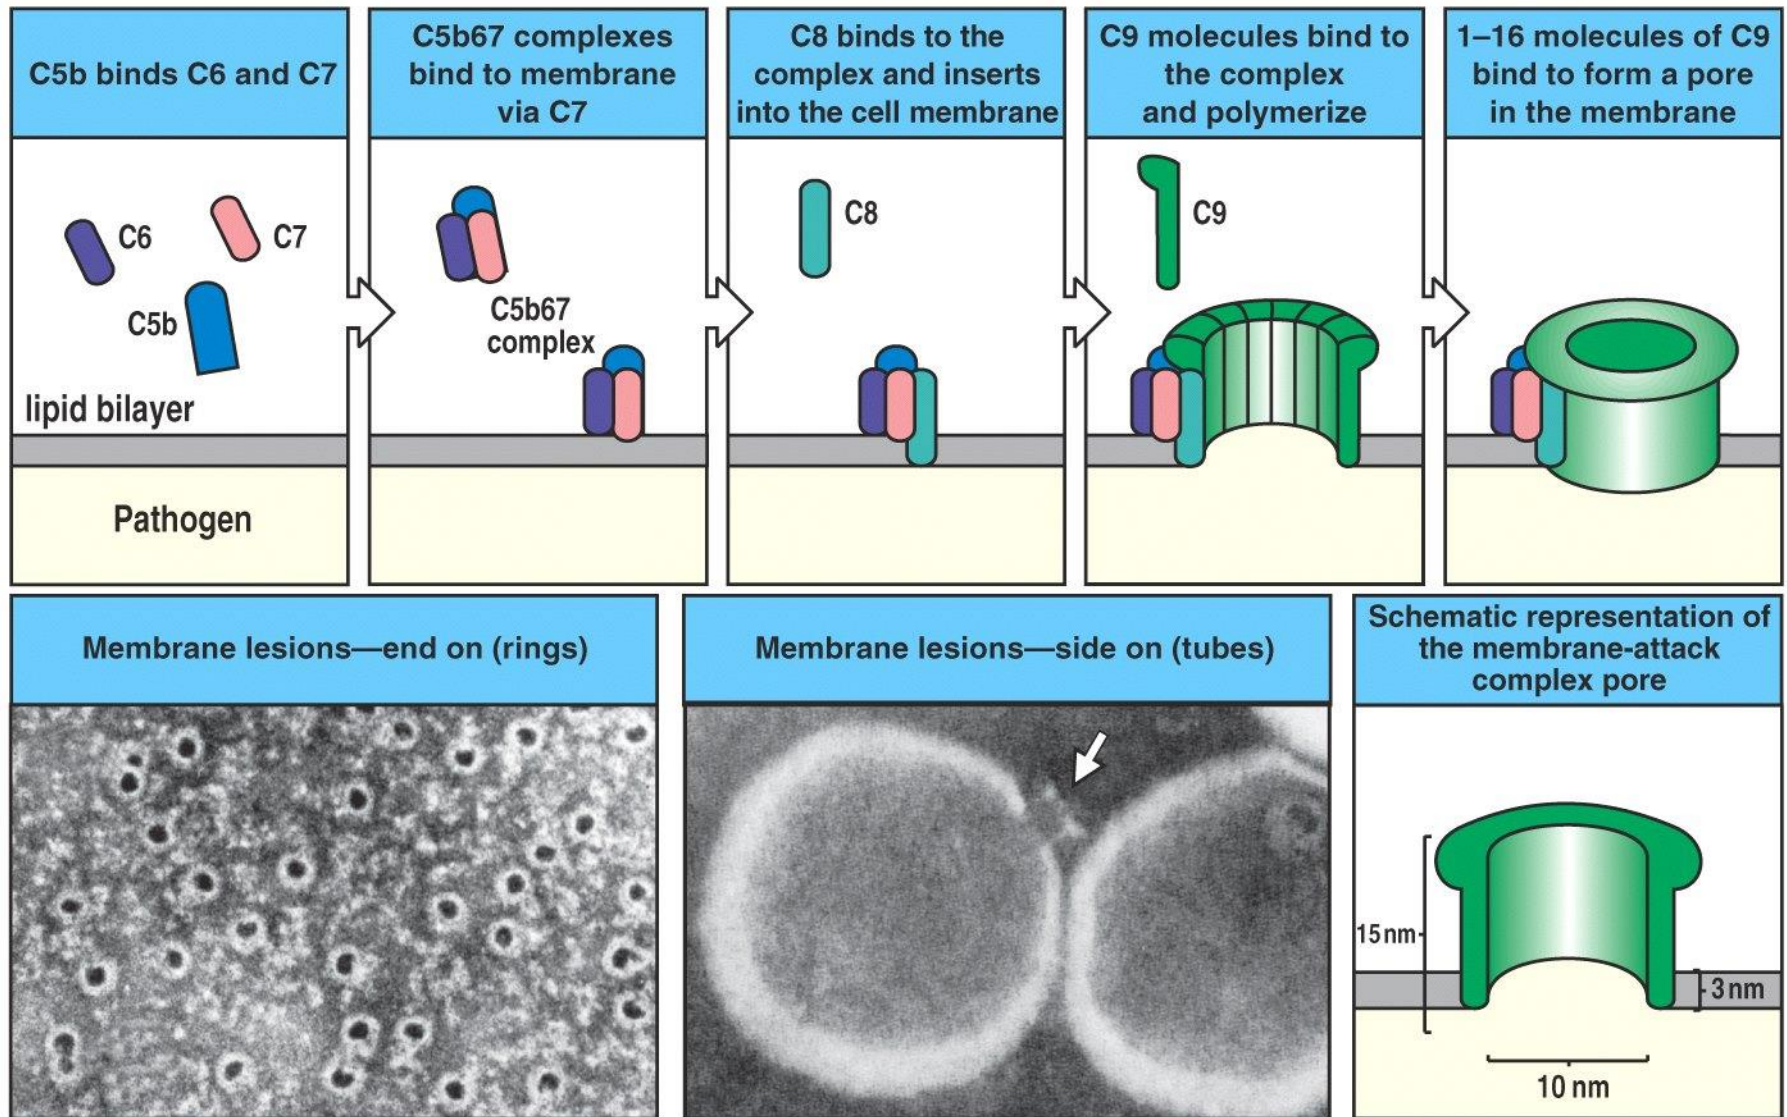 C5b binds C6 and C7
C6
C7
C5b
lipid bilayer
Pathogen
C5b67 complexes
bind to membrane
via C7
C5b67
complex
C8 binds to the
complex and inserts
into the cell membrane
C8
C9 molecules bind to
the complex
and polymerize
C9
1–16 molecules of C9
bind to form a pore
in the membrane
Membrane lesions—end on (rings)
Membrane lesions—side on (tubes)
Schematic representation of
the membrane-attack
complex pore
15 nm
3 nm
10 nm